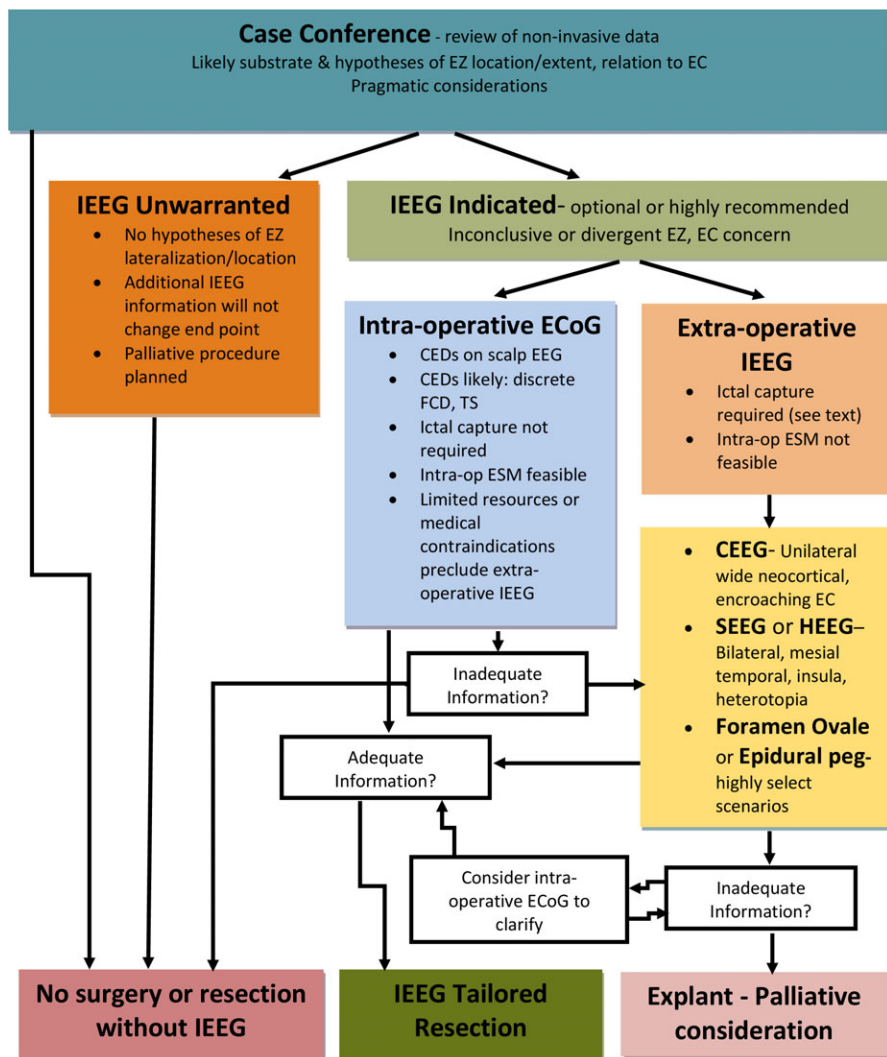 Case Conference - review of non-invasive data
Likely substrate & hypotheses of EZ location/extent, relation to EC
Pragmatic considerations
IEEG Unwarranted
• No hypotheses of EZ
lateralization/location
• Additional IEEG
information will not
change end point
• Palliative procedure
planned
IEEG Indicated- optional or highly recommended
Inconclusive or divergent EZ, EC concern
Intra-operative ECoG
• CEDs on scalp EEG
• CEDs likely: discrete
FCD, TS
• Ictal capture not
required
• Intra-op ESM feasible
• Limited resources or
medical
contraindications
preclude extra-
operative IEEG
Extra-operative
IEEG
• Ictal capture
required (see text)
• Intra-op ESM not
feasible
• CEEG- Unilateral
wide neocortical,
encroaching EC
• SEEG or HEEG–
Bilateral, mesial
temporal, insula,
heterotopia
• Foramen Ovale
or Epidural peg-
highly select
scenarios
Inadequate
Information?
Adequate
Information?
Consider intra-
operative ECoG to
clarify
Inadequate
Information?
No surgery or resection
without IEEG
IEEG Tailored
Resection
Explant - Palliative
consideration